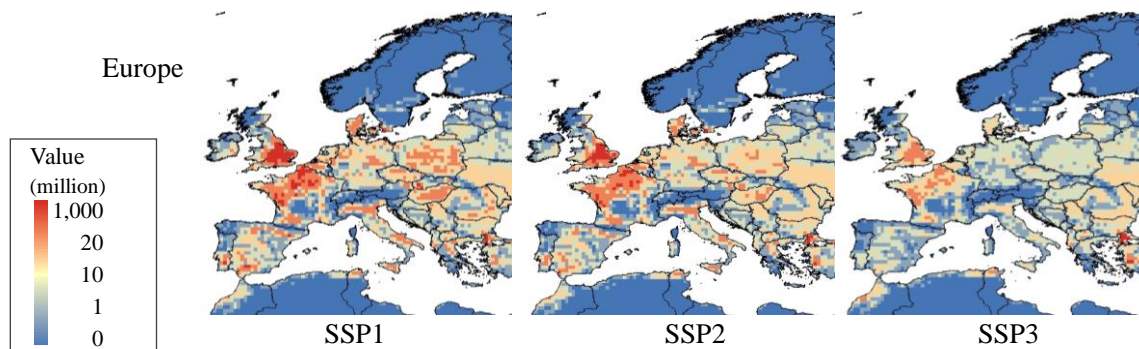 Europe
Value
(million)
1,000
20
10
1
0
SSP1
SSP2
SSP3